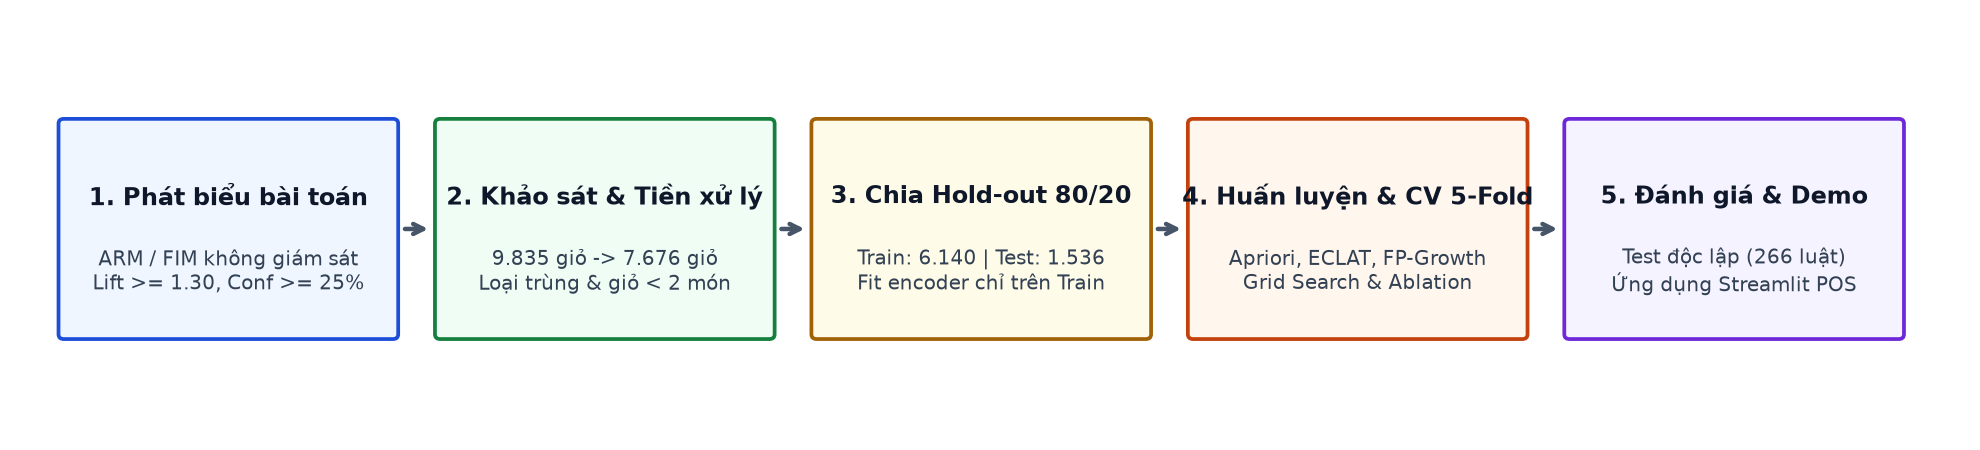 1. Phát biểu bài toán
ARM / FIM không giám sát
Lift >= 1.30, Conf >= 25%
2. Khảo sát & Tiền xử lý
9.835 giỏ -> 7.676 giỏ
Loại trùng & giỏ < 2 món
3. Chia Hold-out 80/20
Train: 6.140 | Test: 1.536
Fit encoder chỉ trên Train
4. Huấn luyện & CV 5-Fold
Apriori, ECLAT, FP-Growth
Grid Search & Ablation
5. Đánh giá & Demo
Test độc lập (266 luật)
Ứng dụng Streamlit POS